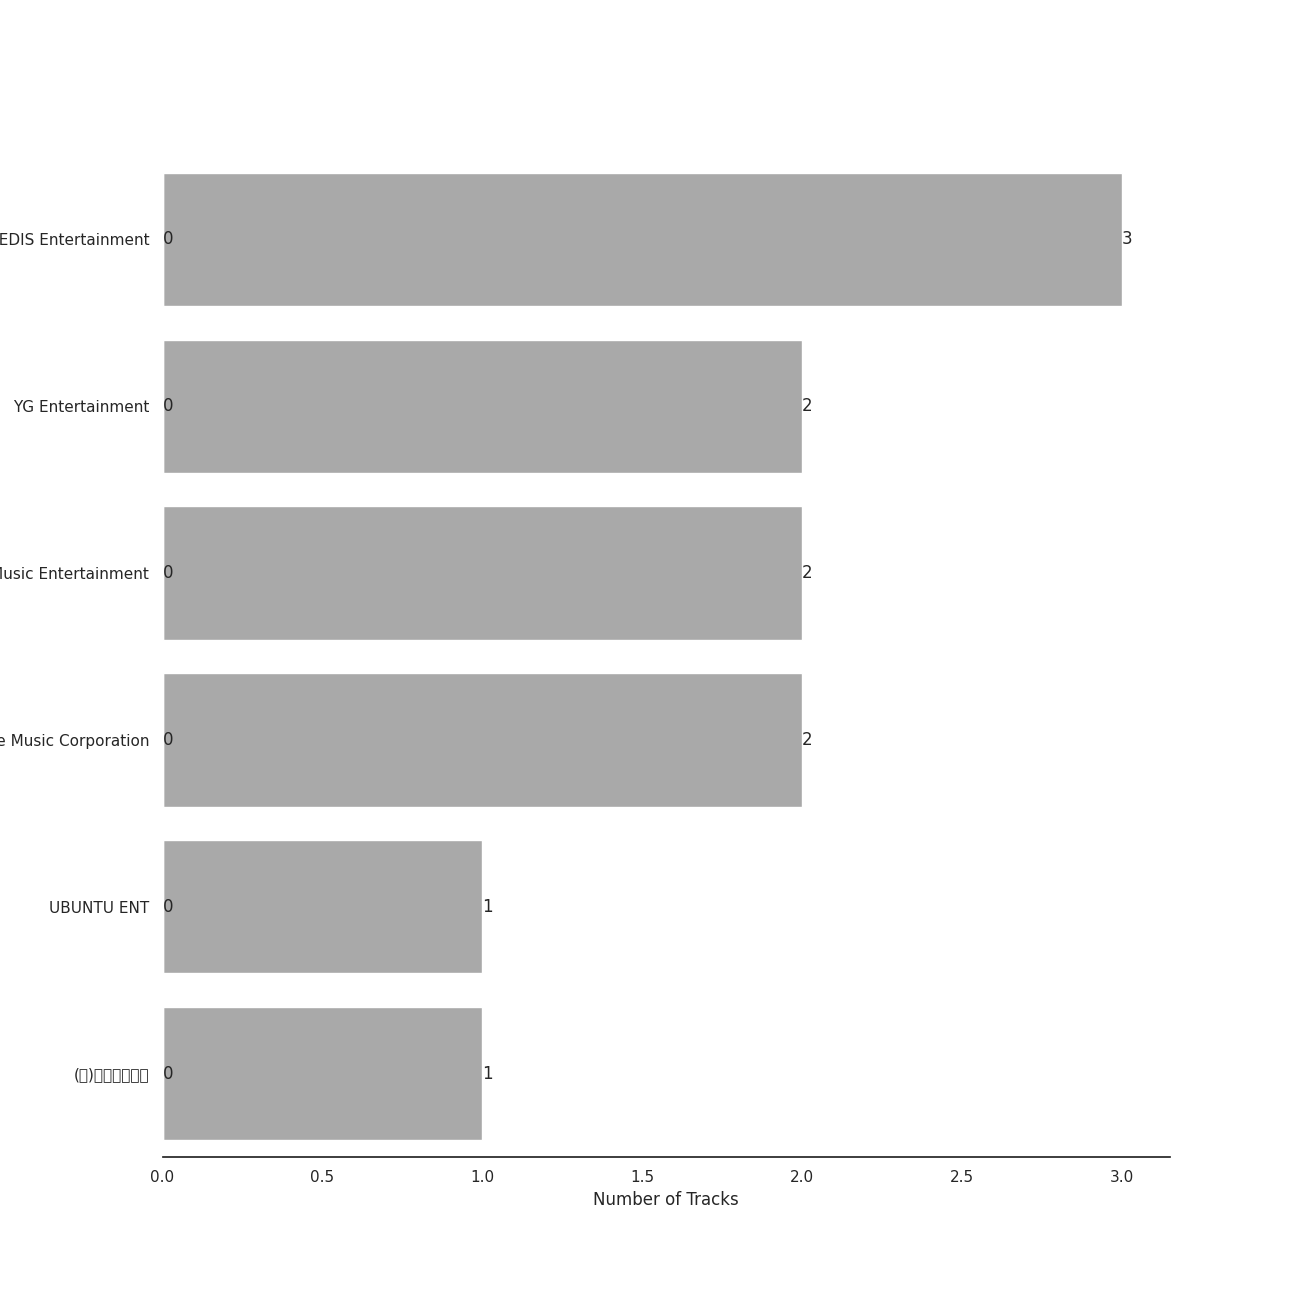 EDIS Entertainment 0 3
YG Entertainment 0 2
Music Entertainment 0 2
e Music Corporation 0 2
UBUNTU ENT 0 1
0 1
0.0 0.5 1.0 1.5 2.0 2.5 3.0
Number of Tracks